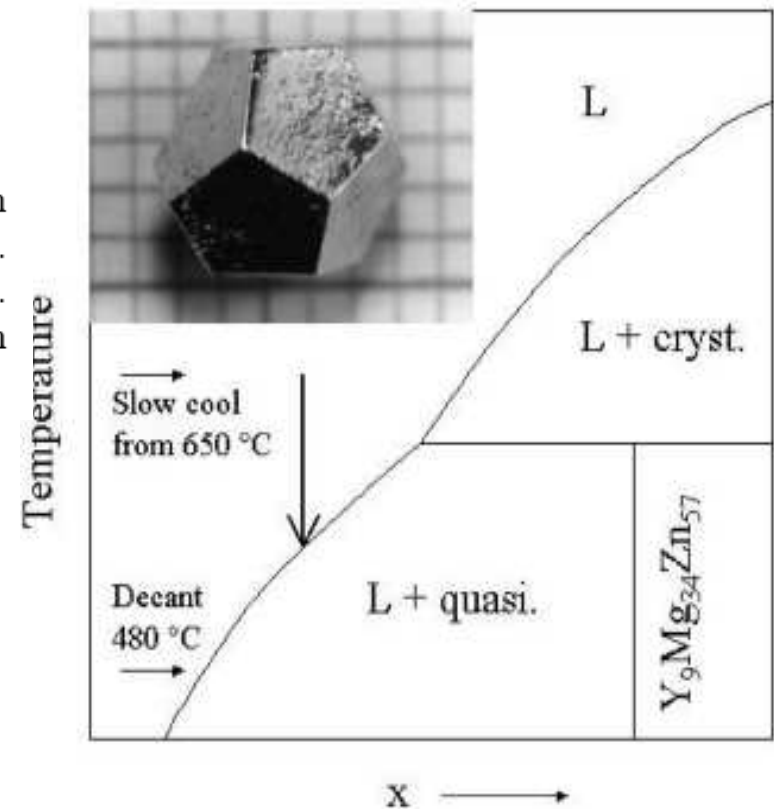 n
.
.
n
L
L + cryst.
Temperature
Slow cool
from 650 °C
Decant
480 °C
L + quasi.
Y₉Mg₃₄Zn₅₇
x